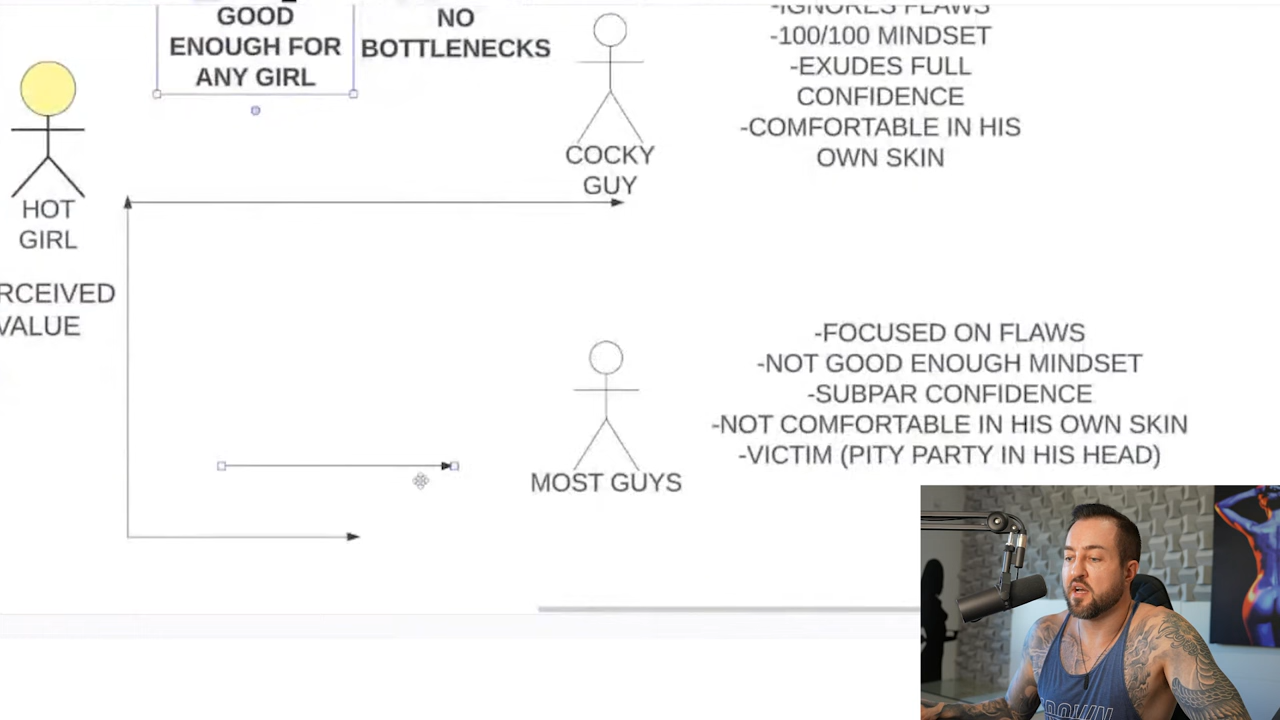 GOOD
ENOUGH FOR
ANY GIRL
NO
BOTTLENECKS
-IGNORES FLAWS
-100/100 MINDSET
-EXUDES FULL
CONFIDENCE
-COMFORTABLE IN HIS
OWN SKIN
COCKY
GUY
HOT
GIRL
RCEIVED
VALUE
-FOCUSED ON FLAWS
-NOT GOOD ENOUGH MINDSET
-SUBPAR CONFIDENCE
-NOT COMFORTABLE IN HIS OWN SKIN
-VICTIM (PITY PARTY IN HIS HEAD)
MOST GUYS